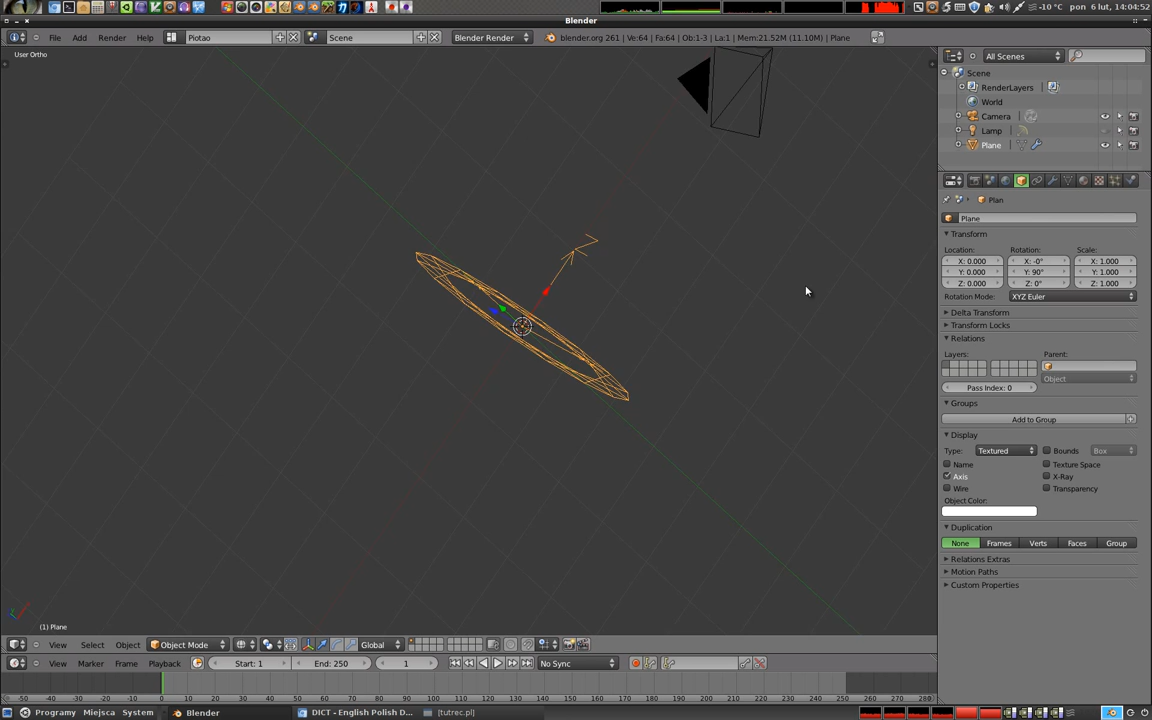 -10 °C pon 6 lut, 14:04:52
Blender
File Add Render Help Piotao Scene Blender Render blender.org 261 | Ve:64 | Fa:64 | Ob:1-3 | La:1 | Mem:21.52M (11.10M) | Plane
User Ortho
All Scenes
Scene
RenderLayers
World
Camera
Lamp
Plane
Plan
Plane
Transform
Location: Rotation: Scale:
X: 0.000 X: -0° X: 1.000
Y: 0.000 Y: 90° Y: 1.000
Z: 0.000 Z: 0° Z: 1.000
Rotation Mode: XYZ Euler
Delta Transform
Transform Locks
Relations
Layers: Parent:
Object
Pass Index: 0
Groups
Add to Group
Display
Type: Textured Bounds Box
Name Texture Space
Axis X-Ray
Wire Transparency
Object Color:
Duplication
None Frames Verts Faces Group
Relations Extras
Motion Paths
Custom Properties
Z
(1) Plane
View Select Object Object Mode Global
View Marker Frame Playback Start: 1 End: 250 1 No Sync
-50 -40 -30 -20 -10 0 10 20 30 40 50 60 70 80 90 100 110 120 130 140 150 160 170 180 190 200 210 220 230 240 250 260 270 280
Programy Miejsca System Blender DICT - English Polish D... [tutrec.pl]